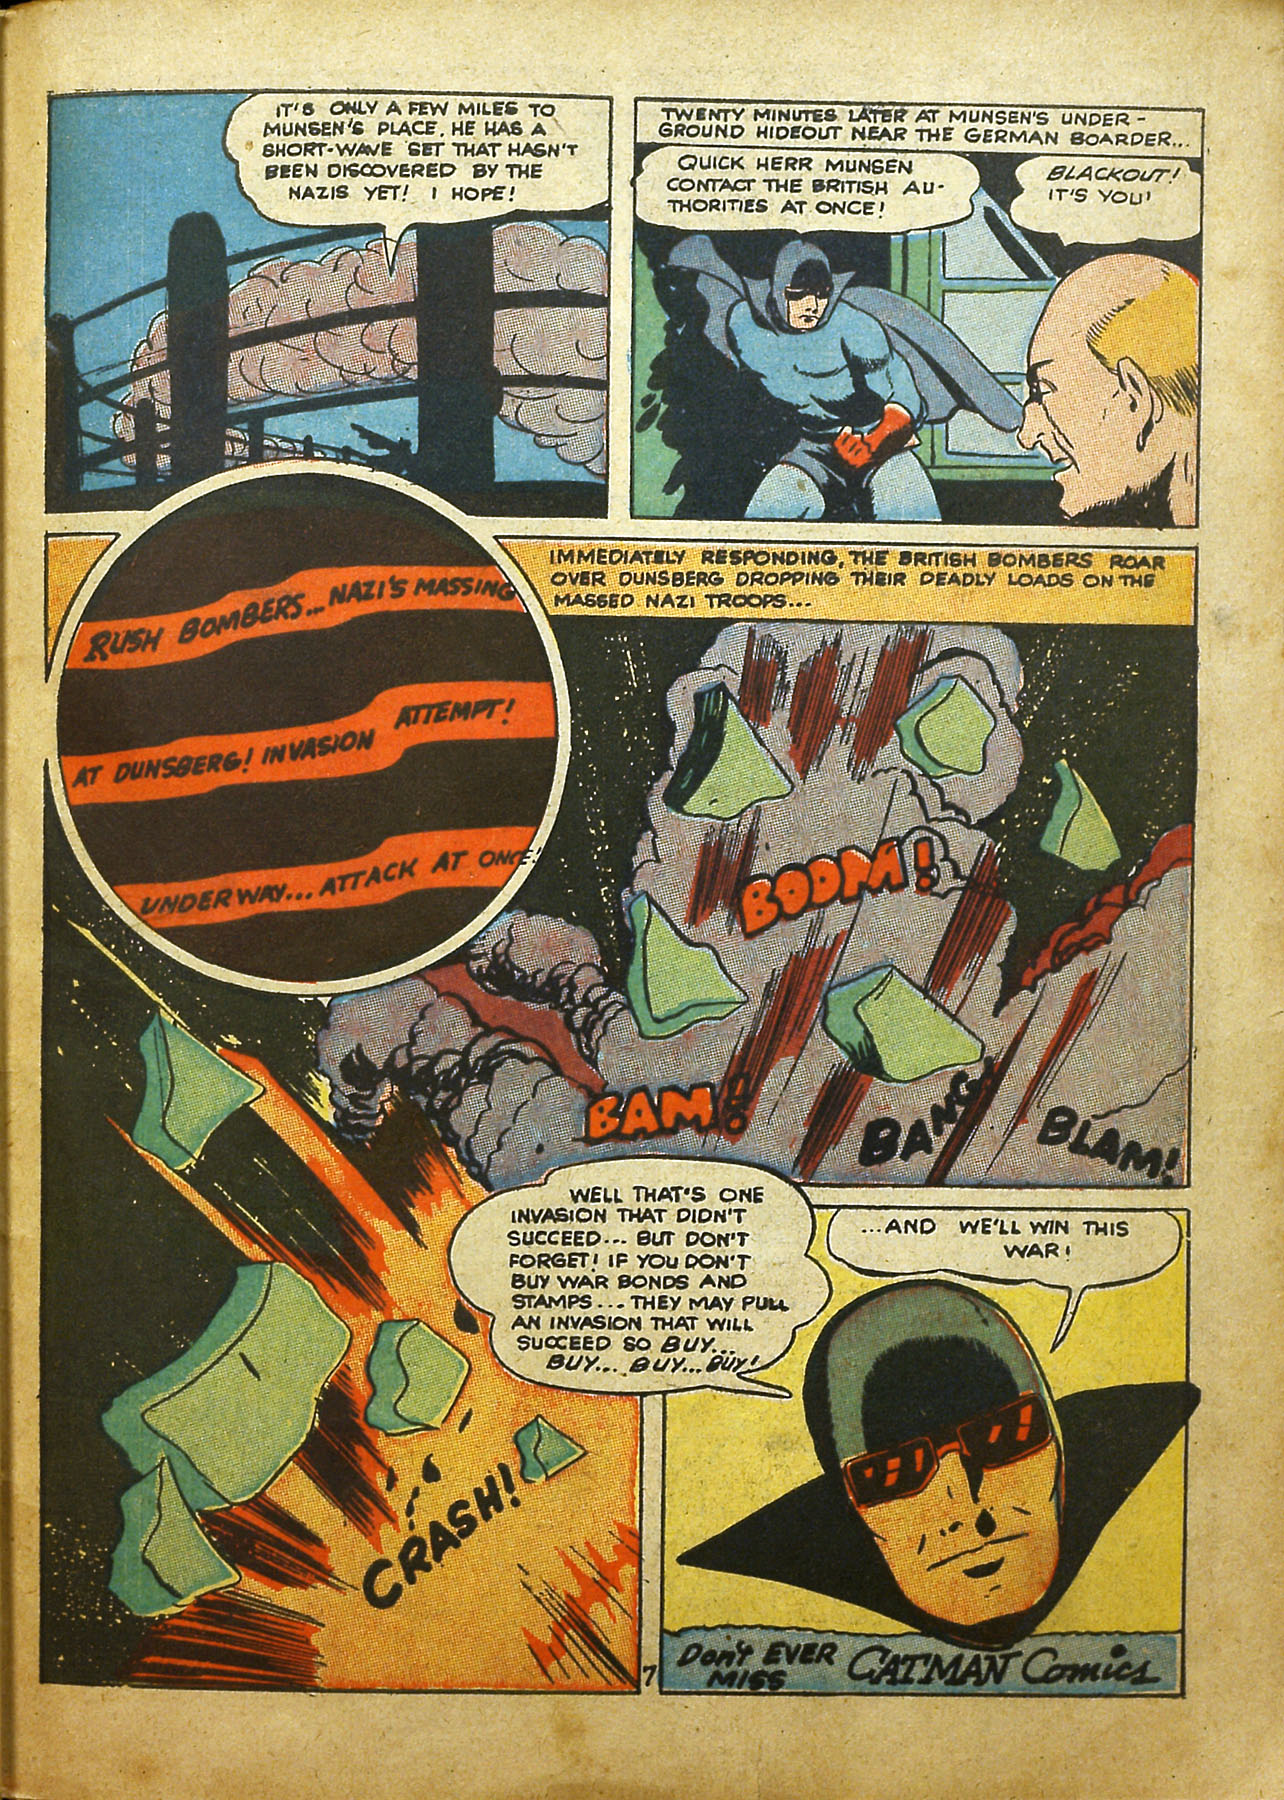 IT'S ONLY A FEW MILES TO
MUNSEN'S PLACE. HE HAS A
SHORT-WAVE SET THAT HASN'T
BEEN DISCOVERED BY THE
NAZIS YET! I HOPE!
TWENTY MINUTES LATER AT MUNSEN'S UNDER-
GROUND HIDEOUT NEAR THE GERMAN BOARDER...
QUICK HERR MUNSEN
CONTACT THE BRITISH AU-
THORITIES AT ONCE!
BLACKOUT!
IT'S YOU!
RUSH BOMBERS... NAZI'S MASSING
AT DUNSBERG! INVASION ATTEMPT!
UNDERWAY... ATTACK AT ONCE!
IMMEDIATELY RESPONDING, THE BRITISH BOMBERS ROAR
OVER DUNSBERG DROPPING THEIR DEADLY LOADS ON THE
MASSED NAZI TROOPS...
BOOM!
BAM!
BANG!
BLAM!
CRASH!
WELL THAT'S ONE
INVASION THAT DIDN'T
SUCCEED... BUT DON'T
FORGET! IF YOU DON'T
BUY WAR BONDS AND
STAMPS... THEY MAY PULL
AN INVASION THAT WILL
SUCCEED SO BUY...
BUY... BUY... BUY!
...AND WE'LL WIN THIS
WAR!
DON'T EVER
MISS
CATMAN COMICS
7